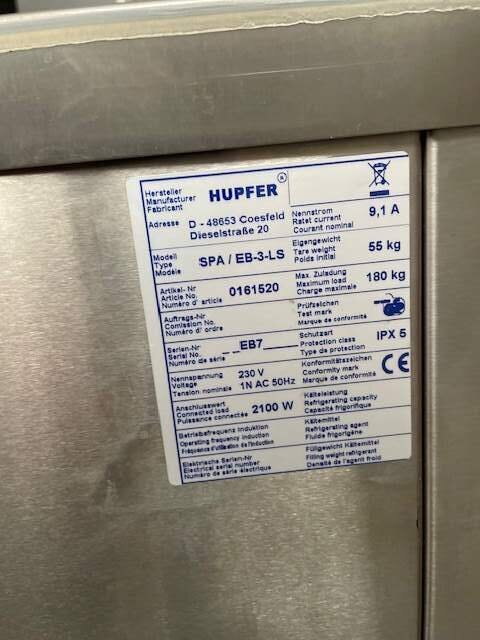 Hersteller
Manufacturer
Fabricant
HUPFER ®
Adresse D - 48653 Coesfeld
Dieselstraße 20
Modell
Type
Modèle
SPA / EB-3-LS
Artikel-Nr
Article No.
Numéro d' article
0161520
Auftrags-Nr
Comission No.
Numéro d' ordre
Serien-Nr
Serial No.
Numéro de série
_ _EB7_ _
Nennspannung
Voltage
Tension nominale
230 V
1N AC 50Hz
Anschlusswert
Connected load
Puissance connectée
2100 W
Betriebsfrequenz Induktion
Operating frequency induction
Fréquence d'utilisation de l'induction
Elektrische Serien-Nr
Electrical serial number
Numéro de série électrique
Nennstrom
Ratet current
Courant nominal
9,1 A
Eigengewicht
Tare weight
Poids initial
55 kg
Max. Zuladung
Maximum load
Charge maximale
180 kg
Prüfzeichen
Test mark
Marque de conformité
Schutzart
Protection class
Type de protection
IPX 5
Konformitätszeichen
Conformity mark
Marque de conformité
CE
Kälteleistung
Refrigerating capacity
Capacité frigorifique
Kältemittel
Refrigerating agent
Fluide frigorigène
Füllgewicht Kältemittel
Filling weight refrigerant
Densité de l'agent froid